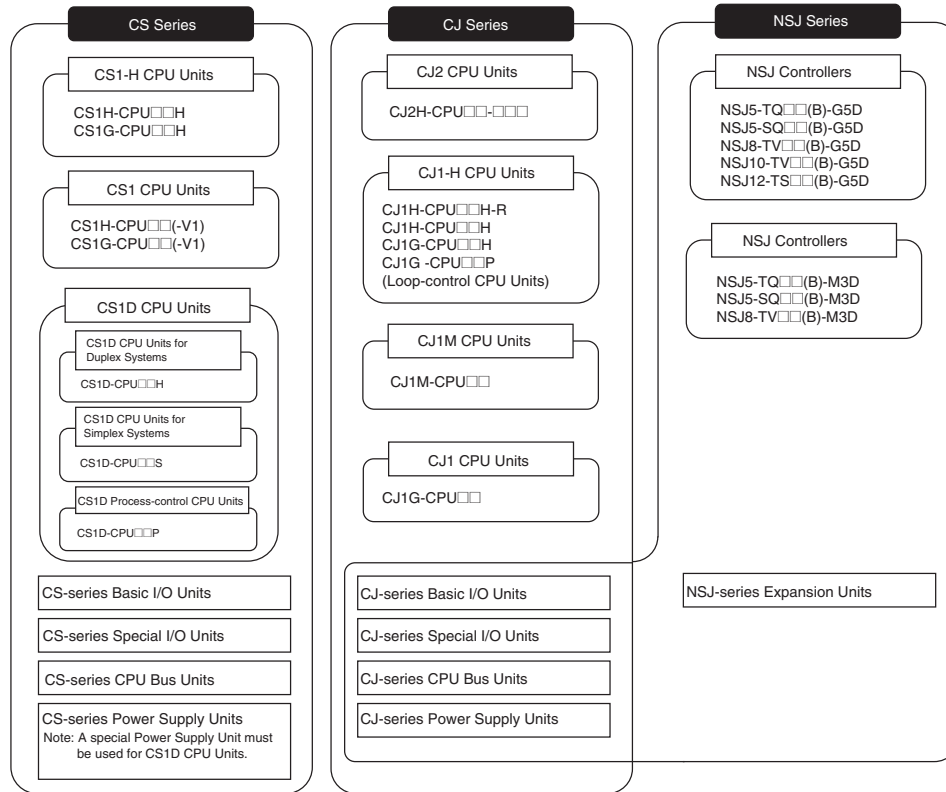 CS Series
CS1-H CPU Units
CS1H-CPU□□H
CS1G-CPU□□H
CS1 CPU Units
CS1H-CPU□□(-V1)
CS1G-CPU□□(-V1)
CS1D CPU Units
CS1D CPU Units for
Duplex Systems
CS1D-CPU□□H
CS1D CPU Units for
Simplex Systems
CS1D-CPU□□S
CS1D Process-control CPU Units
CS1D-CPU□□P
CS-series Basic I/O Units
CS-series Special I/O Units
CS-series CPU Bus Units
CS-series Power Supply Units
Note: A special Power Supply Unit must
be used for CS1D CPU Units.
CJ Series
CJ2 CPU Units
CJ2H-CPU□□-□□□
CJ1-H CPU Units
CJ1H-CPU□□H-R
CJ1H-CPU□□H
CJ1G-CPU□□H
CJ1G -CPU□□P
(Loop-control CPU Units)
CJ1M CPU Units
CJ1M-CPU□□
CJ1 CPU Units
CJ1G-CPU□□
CJ-series Basic I/O Units
CJ-series Special I/O Units
CJ-series CPU Bus Units
CJ-series Power Supply Units
NSJ Series
NSJ Controllers
NSJ5-TQ□□(B)-G5D
NSJ5-SQ□□(B)-G5D
NSJ8-TV□□(B)-G5D
NSJ10-TV□□(B)-G5D
NSJ12-TS□□(B)-G5D
NSJ Controllers
NSJ5-TQ□□(B)-M3D
NSJ5-SQ□□(B)-M3D
NSJ8-TV□□(B)-M3D
NSJ-series Expansion Units